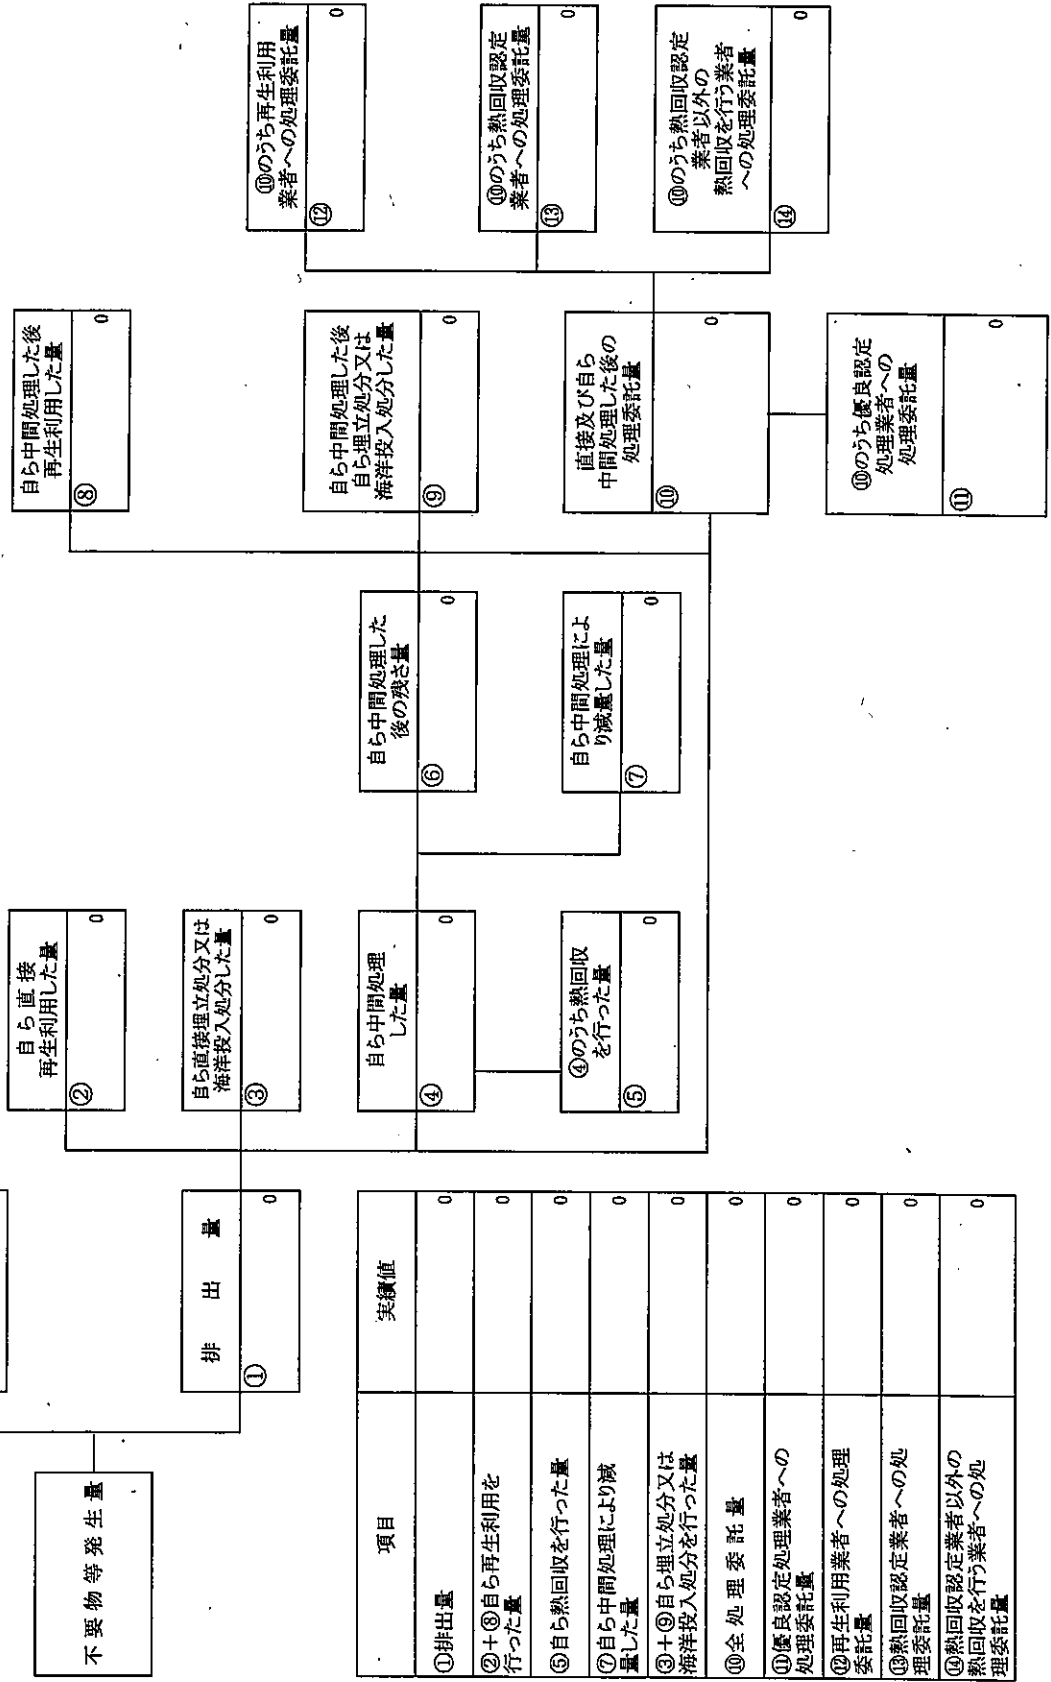 不要物等発生量
排出量
①
0
自ら直接
再生利用した量
②
0
自ら直接埋立処分又は
海洋投入処分した量
③
0
自ら中間処理
した量
④
0
④のうち熱回収
を行った量
⑤
0
自ら中間処理した
後の残さ量
⑥
0
自ら中間処理によ
り減量した量
⑦
0
自ら中間処理した後
再生利用した量
⑧
0
自ら中間処理した後
自ら埋立処分又は
海洋投入処分した量
⑨
0
直接及び自ら
中間処理した後の
処理委託量
⑩
0
⑩のうち優良認定
処理業者への
処理委託量
⑪
0
⑩のうち再生利用
業者への処理委託量
⑫
0
⑩のうち熱回収認定
業者への処理委託量
⑬
0
⑩のうち熱回収認定
業者以外の
熱回収を行う業者
への処理委託量
⑭
0
項目 実績値
①排出量 0
②+⑧自ら再生利用を
行った量 0
⑤自ら熱回収を行った量 0
⑦自ら中間処理により減
量した量 0
③+⑨自ら埋立処分又は
海洋投入処分を行った量 0
⑩全処理委託量 0
⑪優良認定処理業者への
処理委託量 0
⑫再生利用業者への処理
委託量 0
⑬熱回収認定業者への処
理委託量 0
⑭熱回収認定業者以外の
熱回収を行う業者への処
理委託量 0